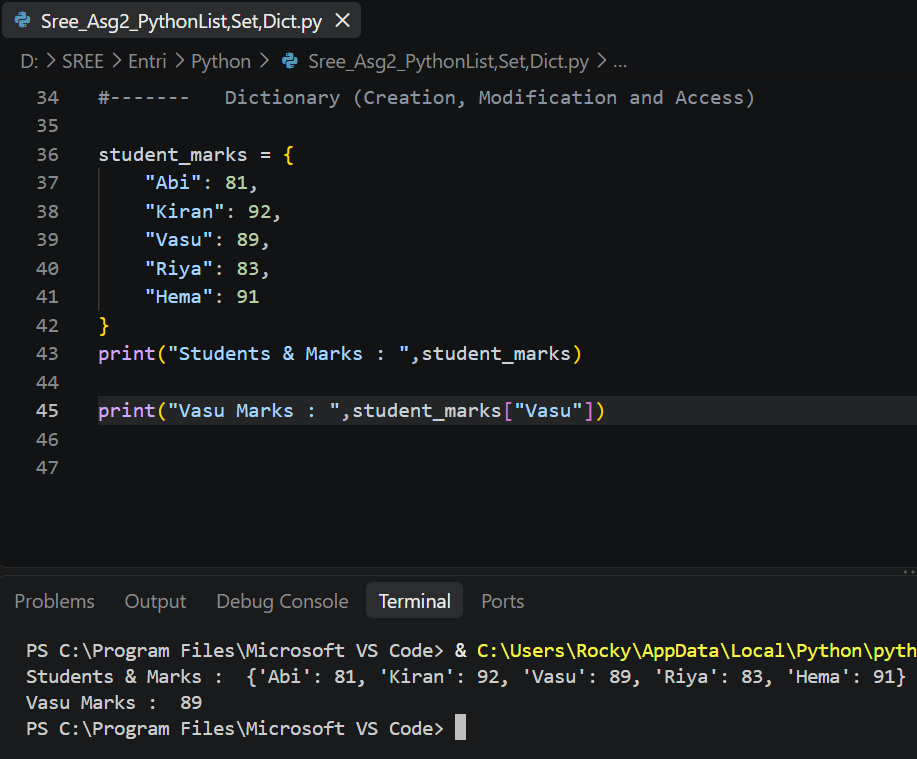 Sree_Asg2_PythonList,Set,Dict.py
D: > SREE > Entri > Python > Sree_Asg2_PythonList,Set,Dict.py > ...
34 #-------   Dictionary (Creation, Modification and Access)
35
36 student_marks = {
37     "Abi": 81,
38     "Kiran": 92,
39     "Vasu": 89,
40     "Riya": 83,
41     "Hema": 91
42 }
43 print("Students & Marks : ",student_marks)
44
45 print("Vasu Marks : ",student_marks["Vasu"])
46
47
Problems Output Debug Console Terminal Ports
PS C:\Program Files\Microsoft VS Code> & C:\Users\Rocky\AppData\Local\Python\pyth
Students & Marks :  {'Abi': 81, 'Kiran': 92, 'Vasu': 89, 'Riya': 83, 'Hema': 91}
Vasu Marks :  89
PS C:\Program Files\Microsoft VS Code>